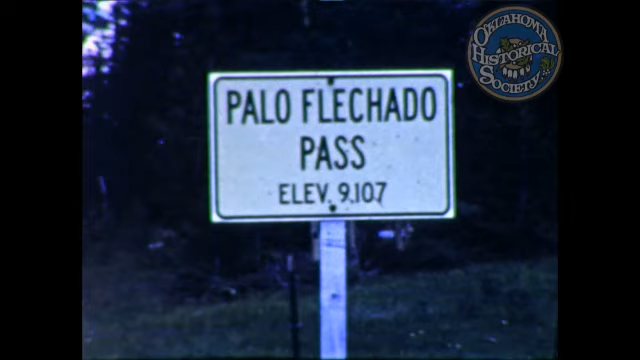 PALO FLECHADO
PASS
ELEV. 9,107
OKLAHOMA
HISTORICAL
SOCIETY